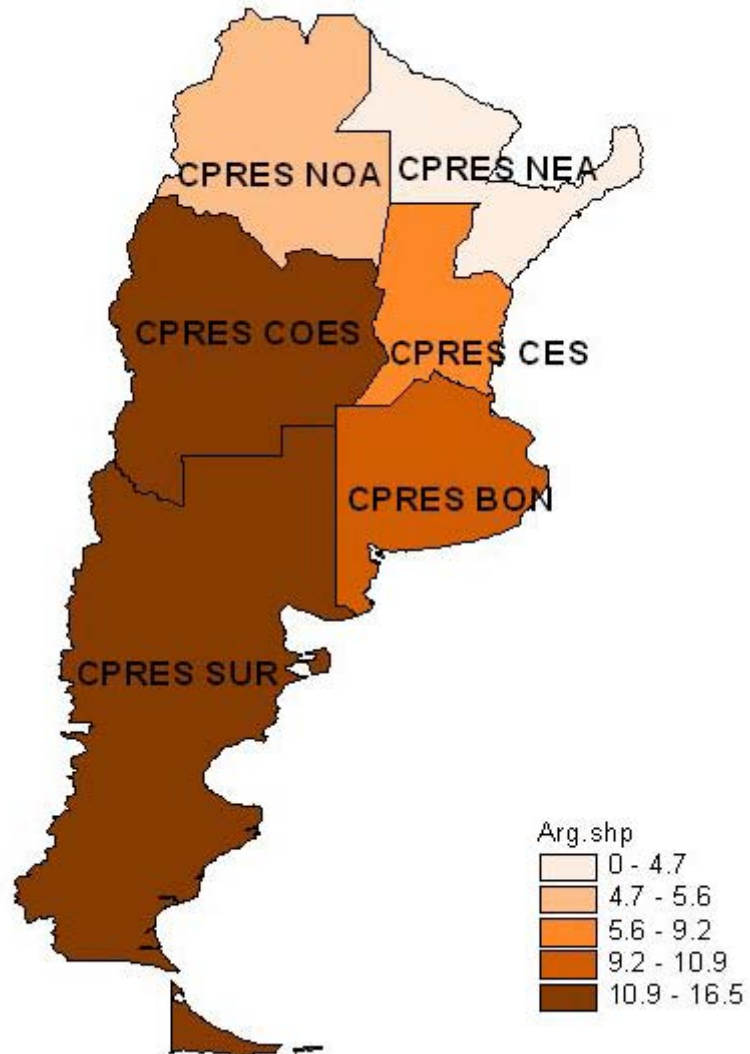 CPRES NOA
CPRES NEA
CPRES COES
CPRES CES
CPRES BON
CPRES SUR
Arg.shp
0 - 4.7
4.7 - 5.6
5.6 - 9.2
9.2 - 10.9
10.9 - 16.5